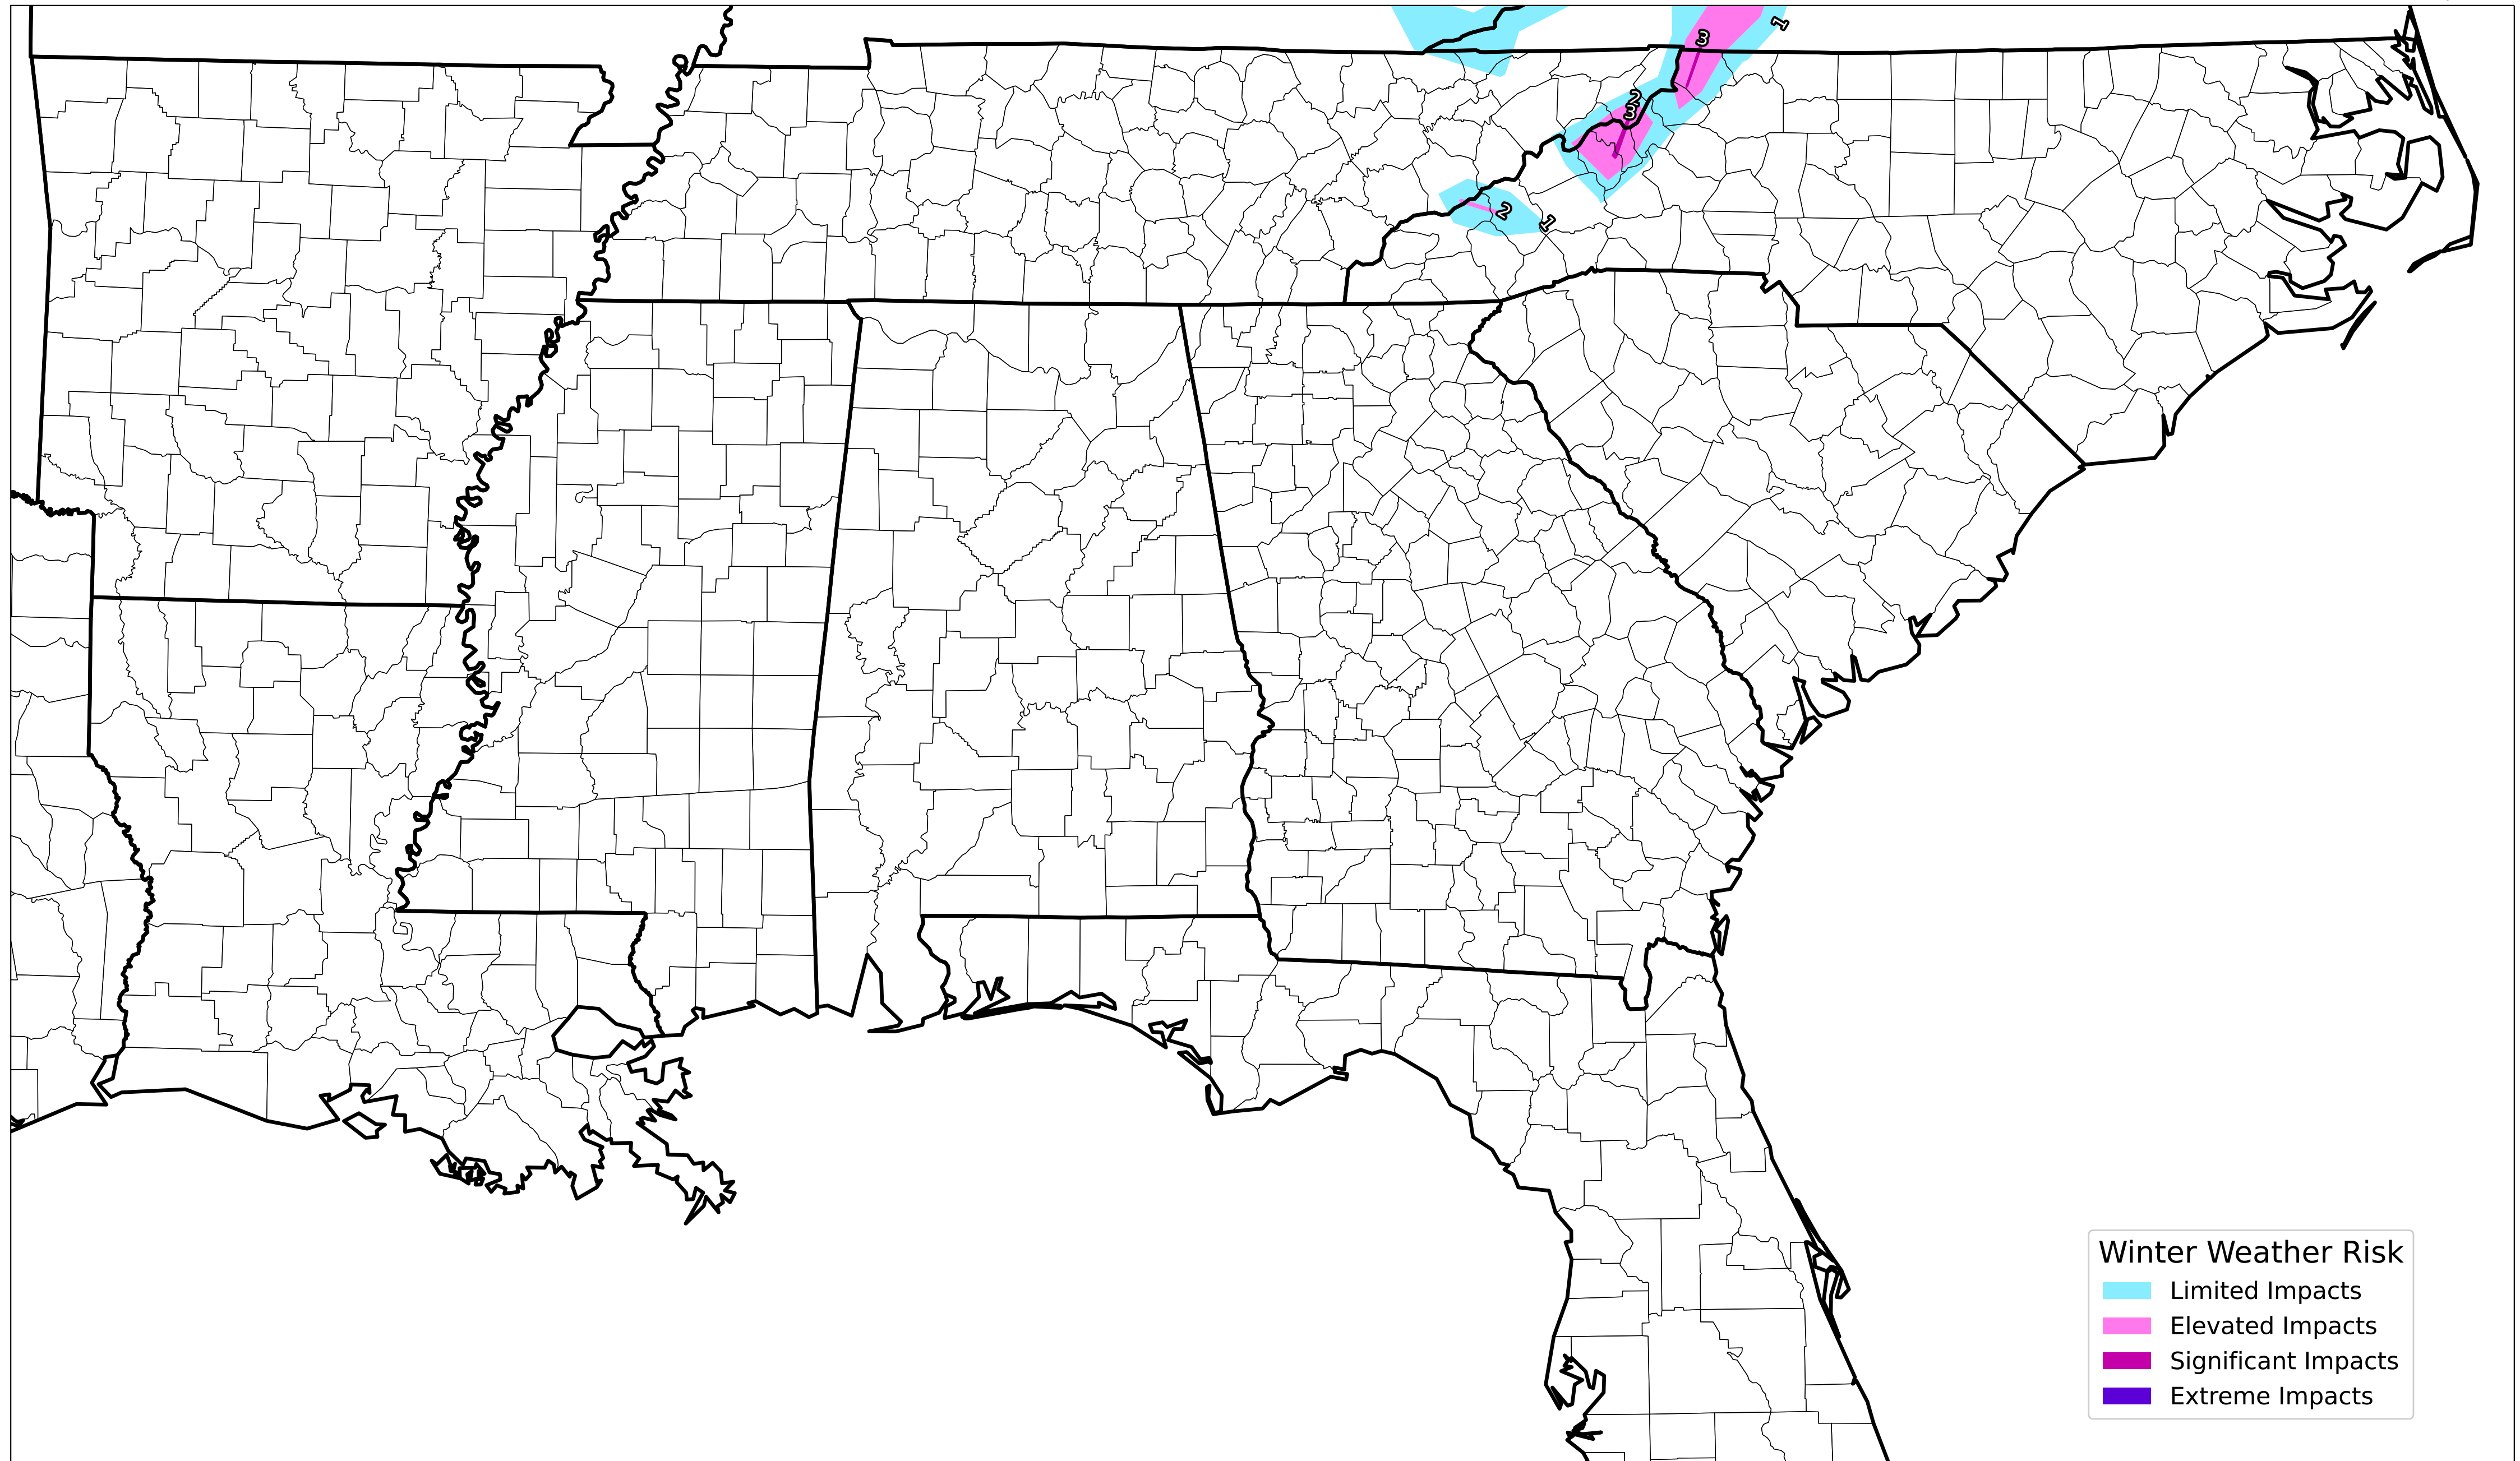 1
3
2
3
2
1
Winter Weather Risk
Limited Impacts
Elevated Impacts
Significant Impacts
Extreme Impacts